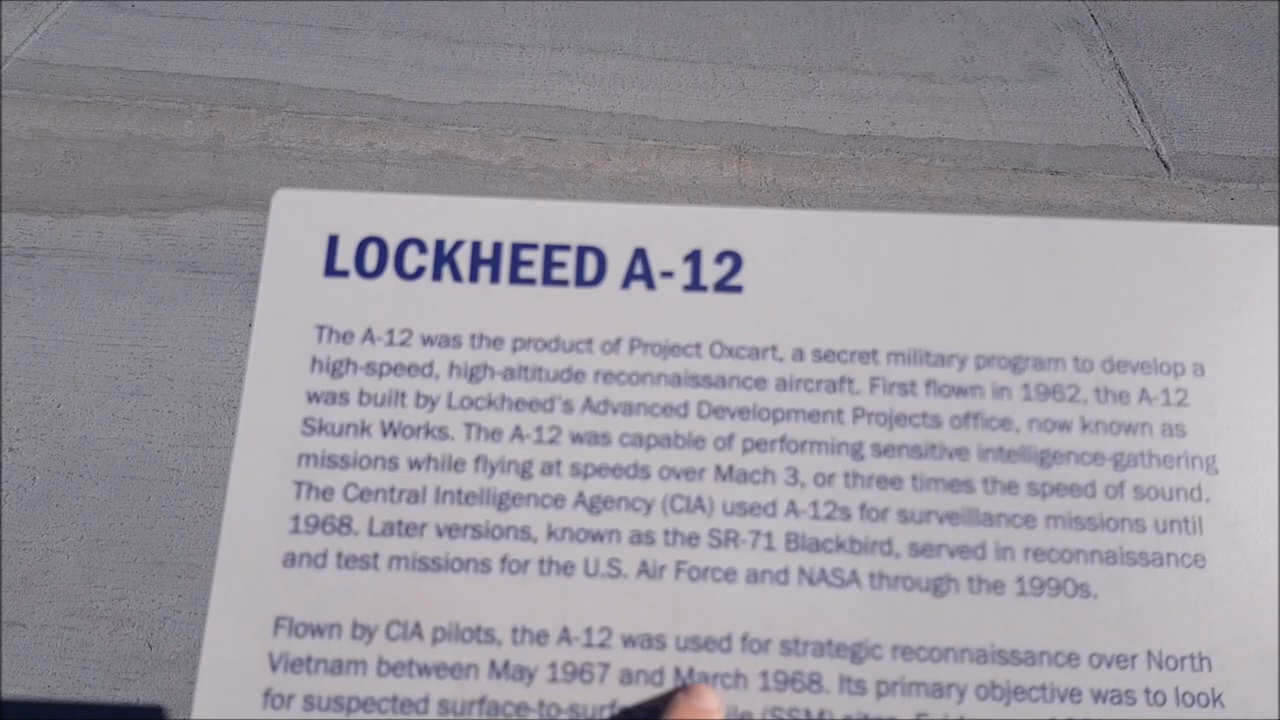 LOCKHEED A-12
The A-12 was the product of Project Oxcart, a secret military program to develop a
high-speed, high-altitude reconnaissance aircraft. First flown in 1962, the A-12
was built by Lockheed's Advanced Development Projects office, now known as
Skunk Works. The A-12 was capable of performing sensitive intelligence-gathering
missions while flying at speeds over Mach 3, or three times the speed of sound.
The Central Intelligence Agency (CIA) used A-12s for surveillance missions until
1968. Later versions, known as the SR-71 Blackbird, served in reconnaissance
and test missions for the U.S. Air Force and NASA through the 1990s.
Flown by CIA pilots, the A-12 was used for strategic reconnaissance over North
Vietnam between May 1967 and March 1968. Its primary objective was to look
for suspected (SSM)